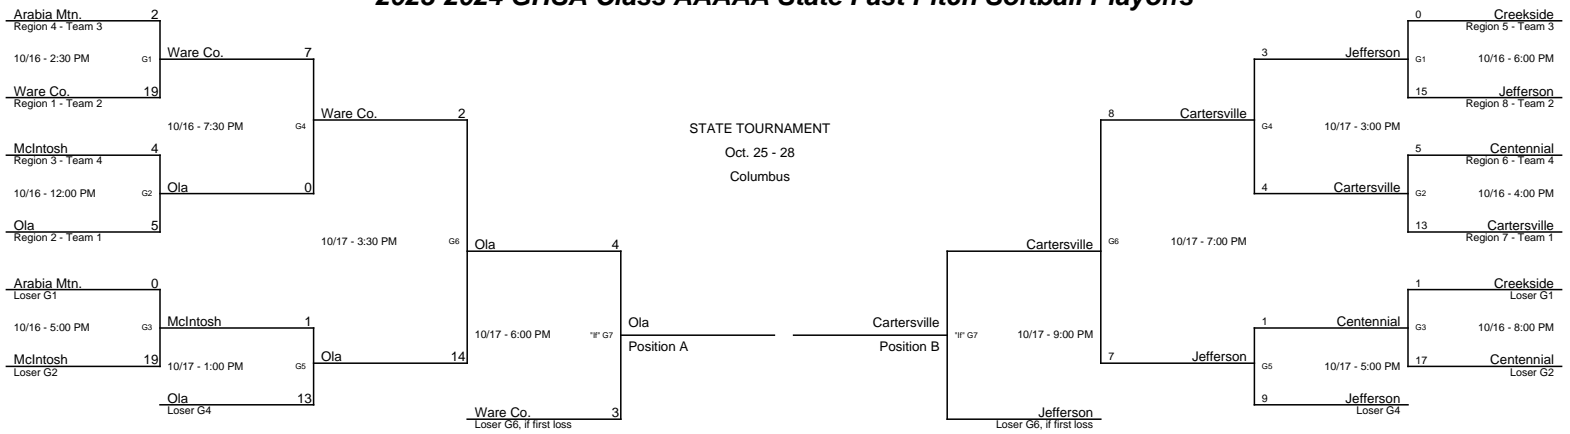 2023-2024 GHSA Class AAAAA State Fast Pitch Softball Playoffs
Arabia Mtn. 2
Region 4 - Team 3
10/16 - 2:30 PM G1
Ware Co. 7
Ware Co. 19
Region 1 - Team 2
10/16 - 7:30 PM G4
Ware Co. 2
McIntosh 4
Region 3 - Team 4
10/16 - 12:00 PM G2
Ola 0
Ola 5
Region 2 - Team 1
10/17 - 3:30 PM G6
Ola 4
Arabia Mtn. 0
Loser G1
10/16 - 5:00 PM G3
McIntosh 1
McIntosh 19
Loser G2
10/17 - 1:00 PM G5
Ola 14
Ola 13
Loser G4
10/17 - 6:00 PM "If" G7
Ola
Position A
Ware Co. 3
Loser G6, if first loss
STATE TOURNAMENT
Oct. 25 - 28
Columbus
0 Creekside
Region 5 - Team 3
3 Jefferson
G1 10/16 - 6:00 PM
15 Jefferson
Region 8 - Team 2
8 Cartersville
G4 10/17 - 3:00 PM
5 Centennial
Region 6 - Team 4
4 Cartersville
G2 10/16 - 4:00 PM
13 Cartersville
Region 7 - Team 1
Cartersville
G6 10/17 - 7:00 PM
1 Creekside
Loser G1
1 Centennial
G3 10/16 - 8:00 PM
17 Centennial
Loser G2
7 Jefferson
G5 10/17 - 5:00 PM
9 Jefferson
Loser G4
Cartersville
Position B
"If" G7 10/17 - 9:00 PM
Jefferson
Loser G6, if first loss